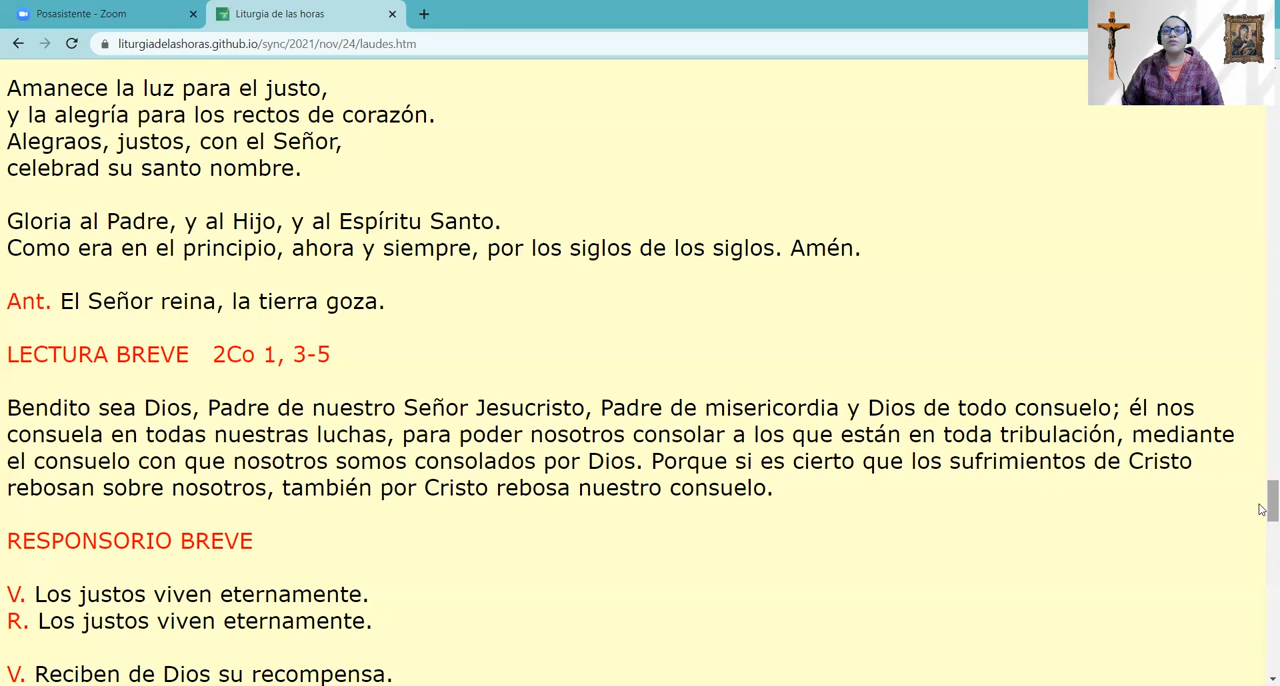 Posasistente - Zoom
Liturgia de las horas
liturgiadelashoras.github.io/sync/2021/nov/24/laudes.htm
Amanece la luz para el justo,
y la alegría para los rectos de corazón.
Alegraos, justos, con el Señor,
celebrad su santo nombre.
Gloria al Padre, y al Hijo, y al Espíritu Santo.
Como era en el principio, ahora y siempre, por los siglos de los siglos. Amén.
Ant. El Señor reina, la tierra goza.
LECTURA BREVE 2Co 1, 3-5
Bendito sea Dios, Padre de nuestro Señor Jesucristo, Padre de misericordia y Dios de todo consuelo; él nos
consuela en todas nuestras luchas, para poder nosotros consolar a los que están en toda tribulación, mediante
el consuelo con que nosotros somos consolados por Dios. Porque si es cierto que los sufrimientos de Cristo
rebosan sobre nosotros, también por Cristo rebosa nuestro consuelo.
RESPONSORIO BREVE
V. Los justos viven eternamente.
R. Los justos viven eternamente.
V. Reciben de Dios su recompensa.